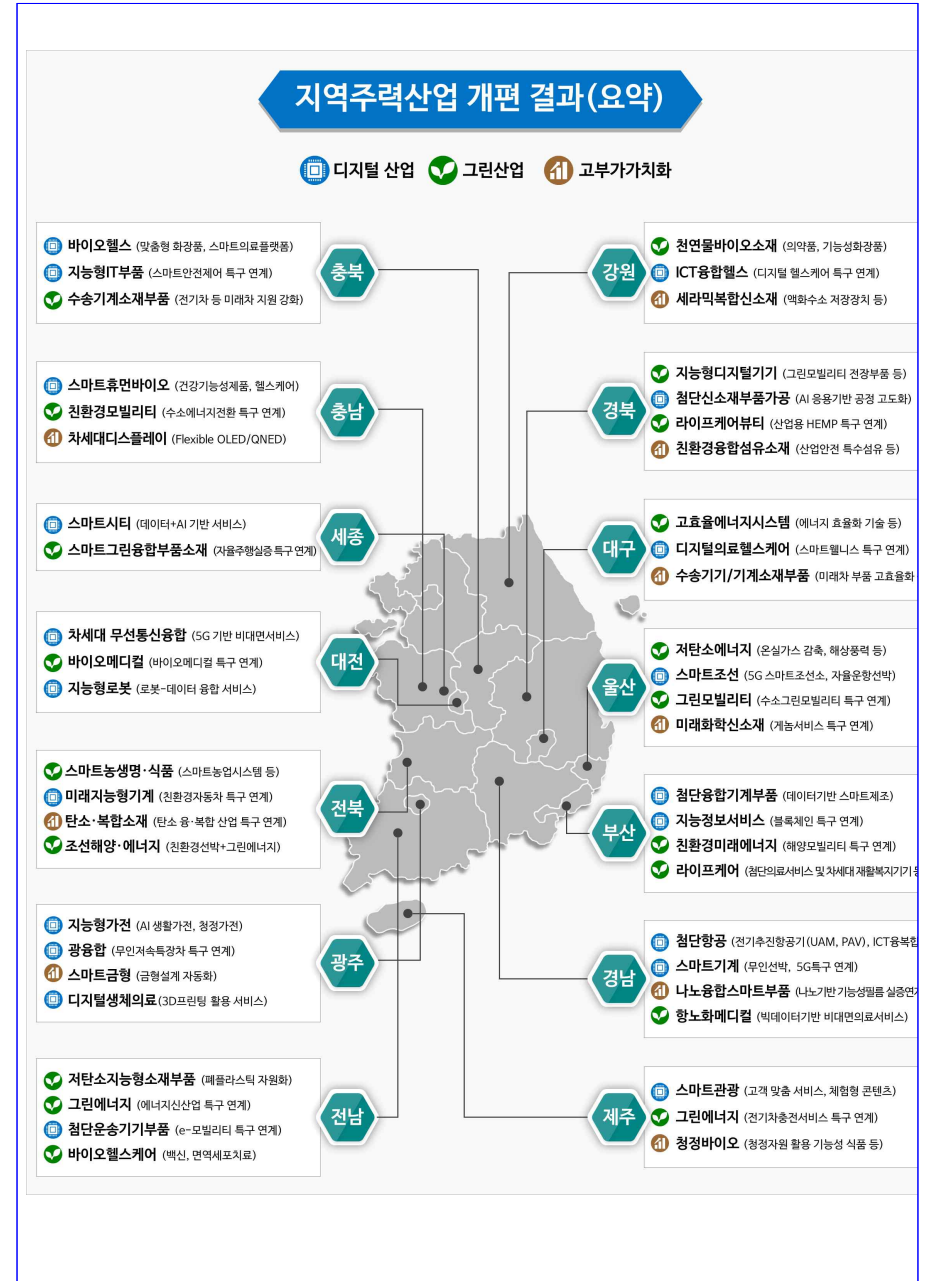 지역주력산업 개편 결과(요약)
디지털 산업 그린산업 고부가가치화
바이오헬스 (맞춤형 화장품, 스마트의료플랫폼)
지능형IT부품 (스마트안전제어 특구 연계)
수송기계소재부품 (전기차 등 미래차 지원 강화)
충북
스마트휴먼바이오 (건강기능성제품, 헬스케어)
친환경모빌리티 (수소에너지전환 특구 연계)
차세대디스플레이 (Flexible OLED/QNED)
충남
스마트시티 (데이터+AI 기반 서비스)
스마트그린융합부품소재 (자율주행실증 특구 연계)
세종
차세대 무선통신융합 (5G 기반 비대면서비스)
바이오메디컬 (바이오메디컬 특구 연계)
지능형로봇 (로봇-데이터 융합 서비스)
대전
스마트농생명·식품 (스마트농업시스템 등)
미래지능형기계 (친환경자동차 특구 연계)
탄소·복합소재 (탄소 융·복합 산업 특구 연계)
조선해양·에너지 (친환경선박+그린에너지)
전북
지능형가전 (AI 생활가전, 청정가전)
광융합 (무인저속특장차 특구 연계)
스마트금형 (금형설계 자동화)
디지털생체의료 (3D프린팅 활용 서비스)
광주
저탄소지능형소재부품 (폐플라스틱 자원화)
그린에너지 (에너지신산업 특구 연계)
첨단운송기기부품 (e-모빌리티 특구 연계)
바이오헬스케어 (백신, 면역세포치료)
전남
강원
천연물바이오소재 (의약품, 기능성화장품)
ICT융합헬스 (디지털 헬스케어 특구 연계)
세라믹복합신소재 (액화수소 저장장치 등)
경북
지능형디지털기기 (그린모빌리티 전장부품 등)
첨단신소재부품가공 (AI 응용기반 공정 고도화)
라이프케어뷰티 (산업용 HEMP 특구 연계)
친환경융합섬유소재 (산업안전 특수섬유 등)
대구
고효율에너지시스템 (에너지 효율화 기술 등)
디지털의료헬스케어 (스마트웰니스 특구 연계)
수송기기/기계소재부품 (미래차 부품 고효율화
울산
저탄소에너지 (온실가스 감축, 해상풍력 등)
스마트조선 (5G 스마트조선소, 자율운항선박)
그린모빌리티 (수소그린모빌리티 특구 연계)
미래화학신소재 (게놈서비스 특구 연계)
부산
첨단융합기계부품 (데이터기반 스마트제조)
지능정보서비스 (블록체인 특구 연계)
친환경미래에너지 (해양모빌리티 특구 연계)
라이프케어 (첨단의료서비스 및 차세대 재활복지기기
경남
첨단항공 (전기추진항공기(UAM, PAV), ICT융복합
스마트기계 (무인선박, 5G특구 연계)
나노융합스마트부품 (나노기반 기능성필름 실증
항노화메디컬 (빅데이터기반 비대면의료서비스)
제주
스마트관광 (고객 맞춤 서비스, 체험형 콘텐츠)
그린에너지 (전기차충전서비스 특구 연계)
청정바이오 (청정자원 활용 기능성 식품 등)